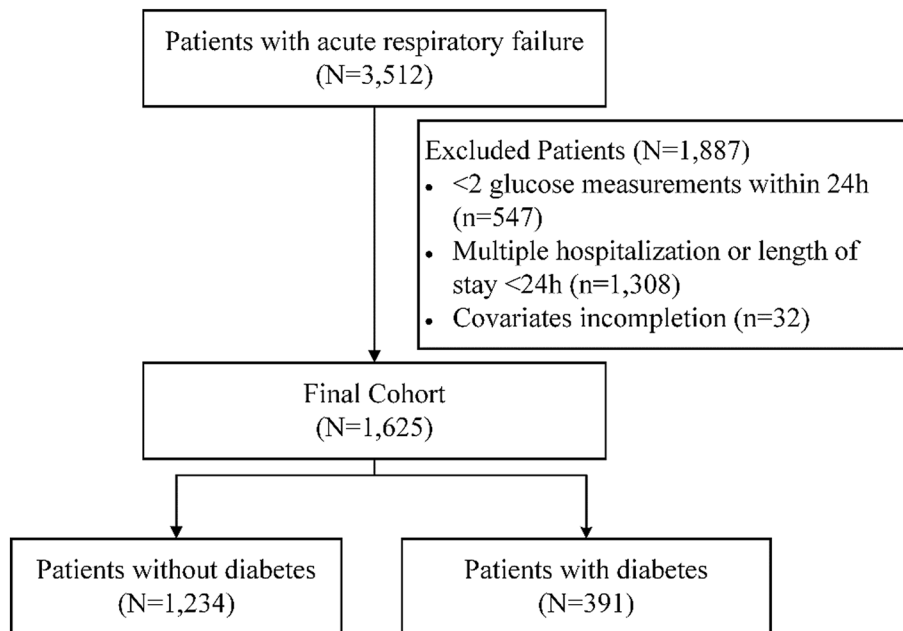 Patients with acute respiratory failure
(N=3,512)
Excluded Patients (N=1,887)
• <2 glucose measurements within 24h
(n=547)
• Multiple hospitalization or length of
stay <24h (n=1,308)
• Covariates incompletion (n=32)
Final Cohort
(N=1,625)
Patients without diabetes
(N=1,234)
Patients with diabetes
(N=391)